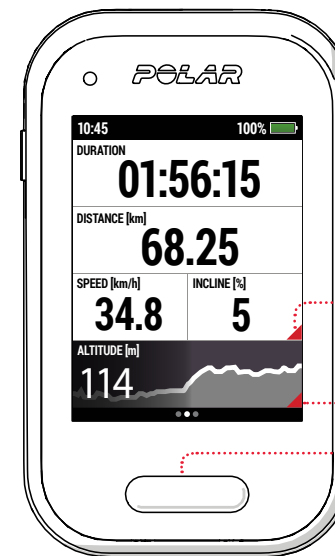 POLAR
10:45 100%
DURATION
01:56:15
DISTANCE [km]
68.25
SPEED [km/h] INCLINE [%]
34.8 5
ALTITUDE [m]
114